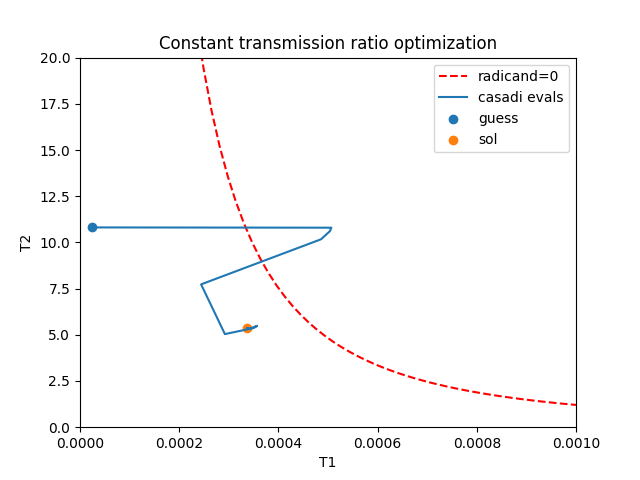 Constant transmission ratio optimization
radicand=0
casadi evals
guess
sol
T2
20.0
17.5
15.0
12.5
10.0
7.5
5.0
2.5
0.0
0.0000 0.0002 0.0004 0.0006 0.0008 0.0010
T1